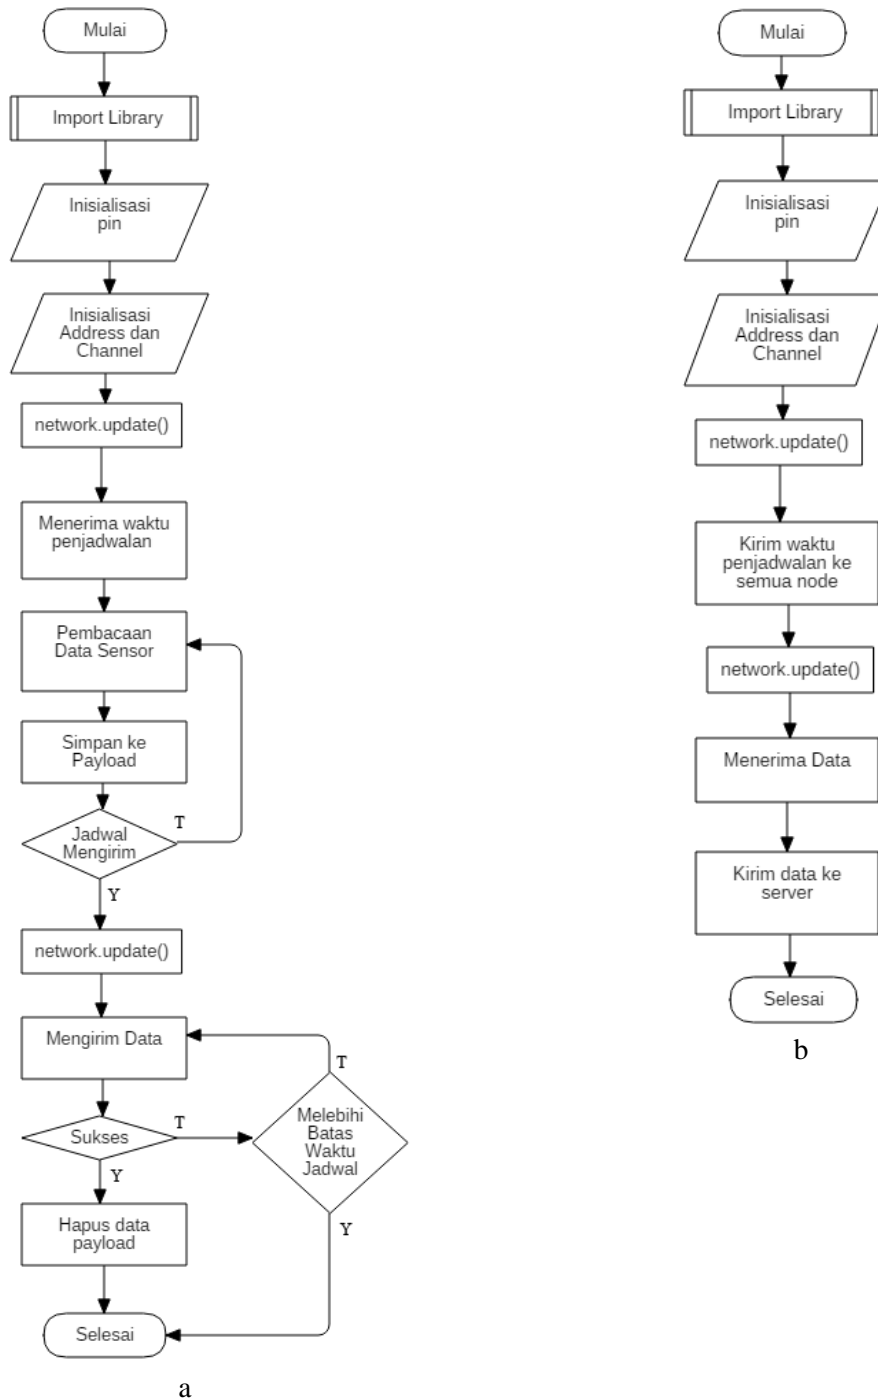 Mulai
Import Library
Inisialisasi
pin
Inisialisasi
Address dan
Channel
network.update()
Menerima waktu
penjadwalan
Pembacaan
Data Sensor
Simpan ke
Payload
Jadwal
Mengirim
T
Y
network.update()
Mengirim Data
Sukses
T
Y
Melebihi
Batas
Waktu
Jadwal
T
Y
Hapus data
payload
Selesai
a
Mulai
Import Library
Inisialisasi
pin
Inisialisasi
Address dan
Channel
network.update()
Kirim waktu
penjadwalan ke
semua node
network.update()
Menerima Data
Kirim data ke
server
Selesai
b